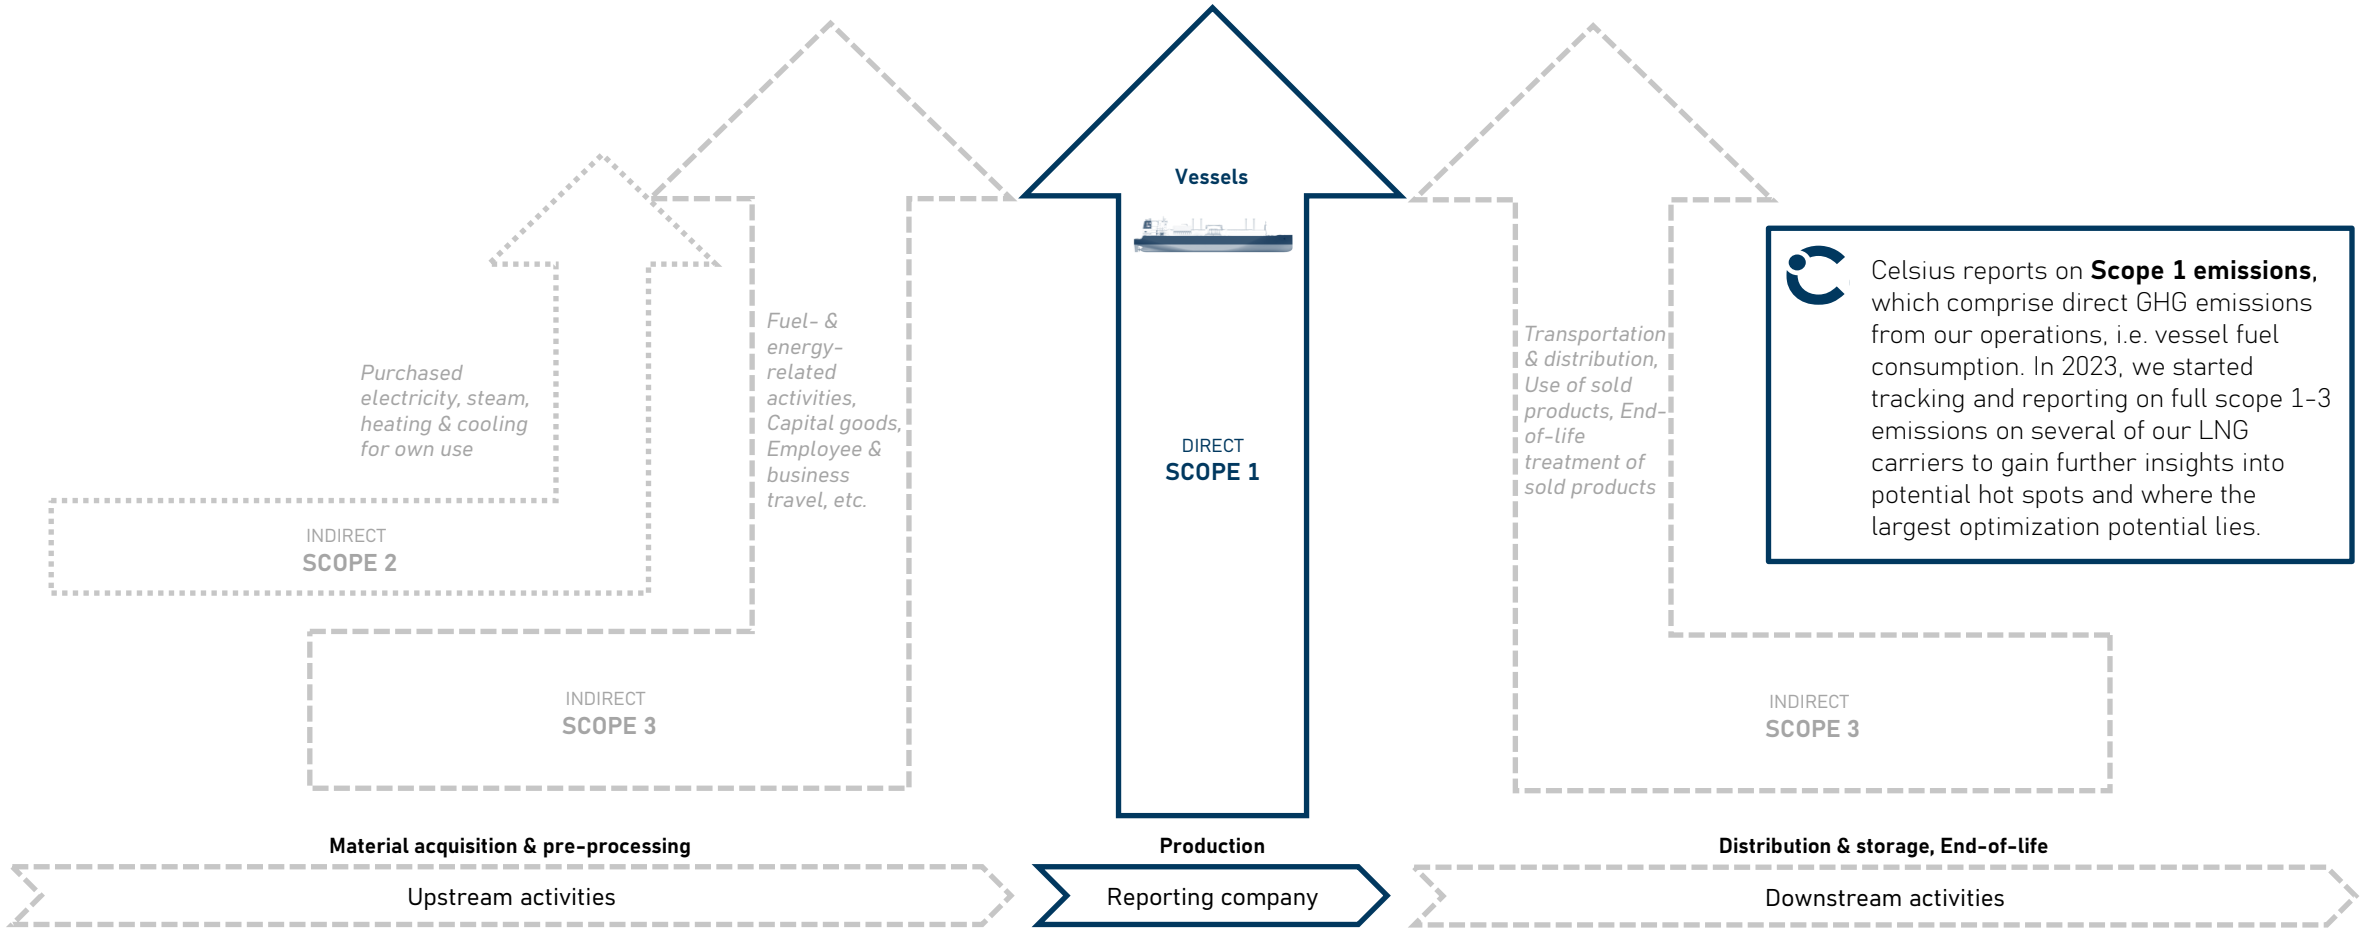 Vessels
Celsius reports on Scope 1 emissions,
which comprise direct GHG emissions
from our operations, i.e. vessel fuel
consumption. In 2023, we started
tracking and reporting on full scope 1-3
emissions on several of our LNG
carriers to gain further insights into
potential hot spots and where the
largest optimization potential lies.
Purchased
electricity, steam,
heating & cooling
for own use
Fuel- &
energy-
related
activities,
Capital goods,
Employee &
business
travel, etc.
Transportation
& distribution,
Use of sold
products, End-
of-life
treatment of
sold products
DIRECT
SCOPE 1
INDIRECT
SCOPE 2
INDIRECT
SCOPE 3
INDIRECT
SCOPE 3
Material acquisition & pre-processing
Production
Distribution & storage, End-of-life
Upstream activities
Reporting company
Downstream activities